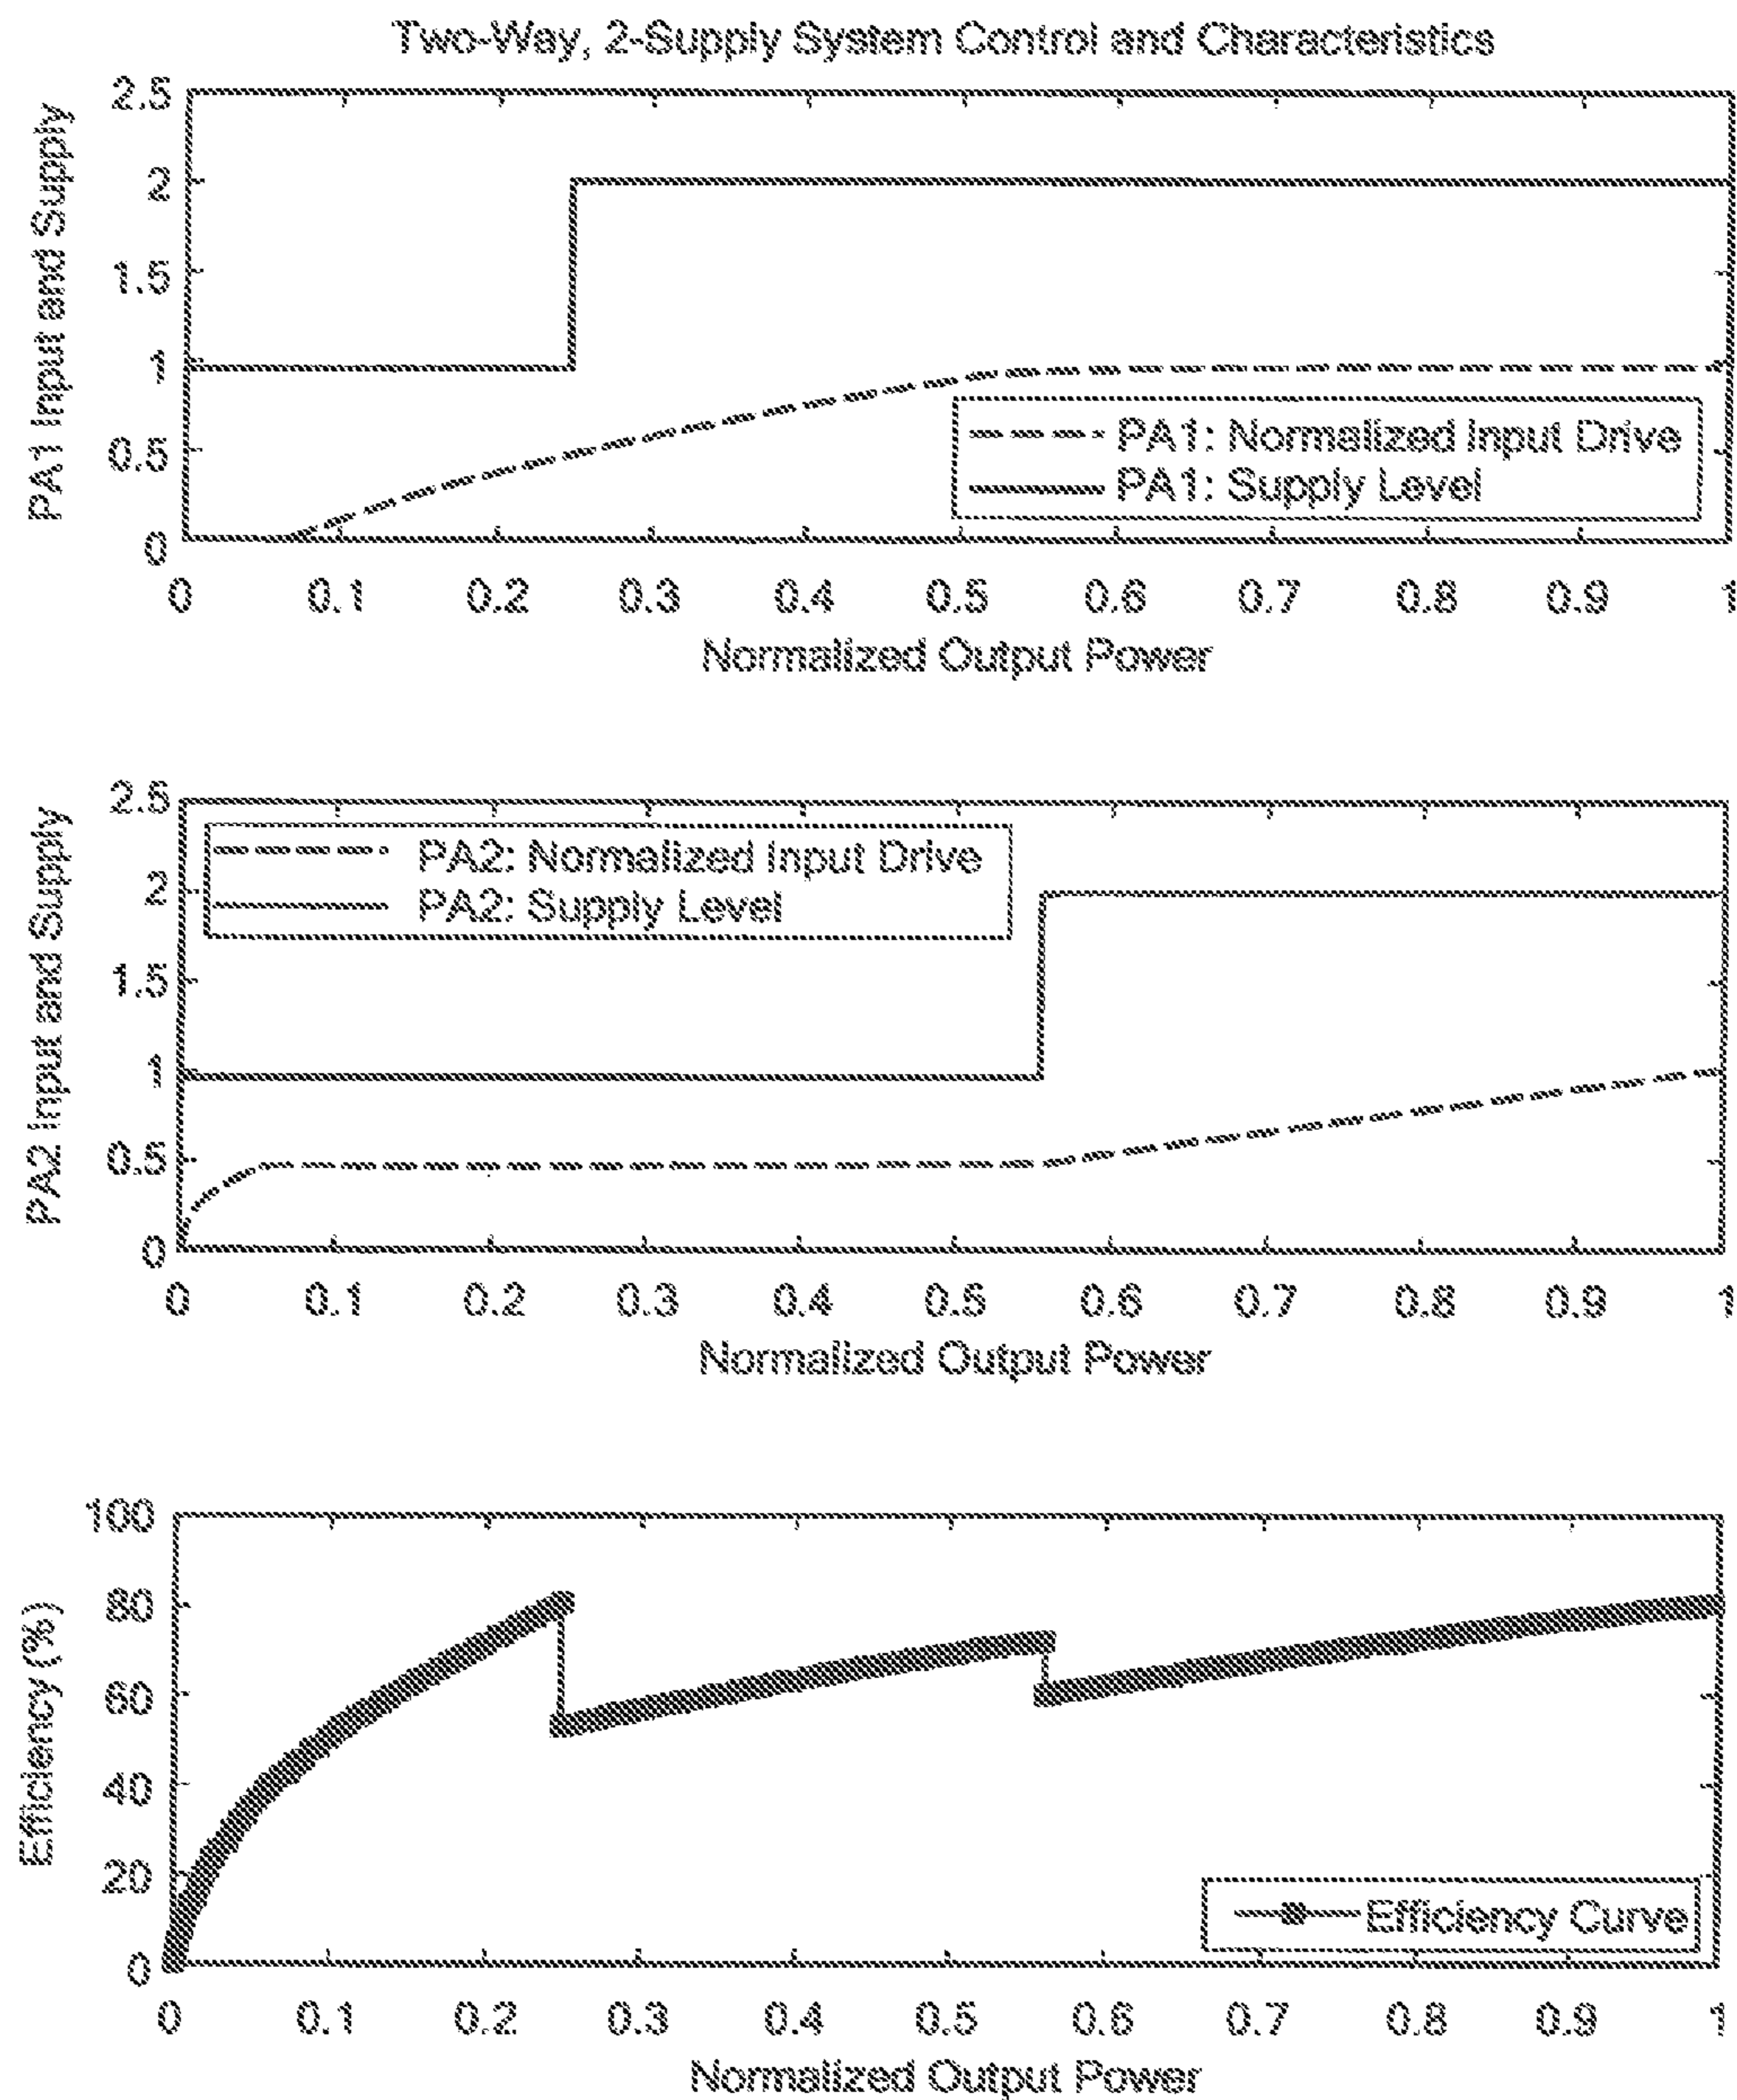 Two-Way, 2-Supply System Control and Characteristics
PA1 Input and Supply
2.5
2
1.5
1
0.5
0
PA1: Normalized Input Drive
PA1: Supply Level
0 0.1 0.2 0.3 0.4 0.5 0.6 0.7 0.8 0.9 1
Normalized Output Power
PA2 Input and Supply
2.5
2
1.5
1
0.5
0
PA2: Normalized Input Drive
PA2: Supply Level
0 0.1 0.2 0.3 0.4 0.5 0.6 0.7 0.8 0.9 1
Normalized Output Power
Efficiency (%)
100
80
60
40
20
0
Efficiency Curve
0 0.1 0.2 0.3 0.4 0.5 0.6 0.7 0.8 0.9 1
Normalized Output Power